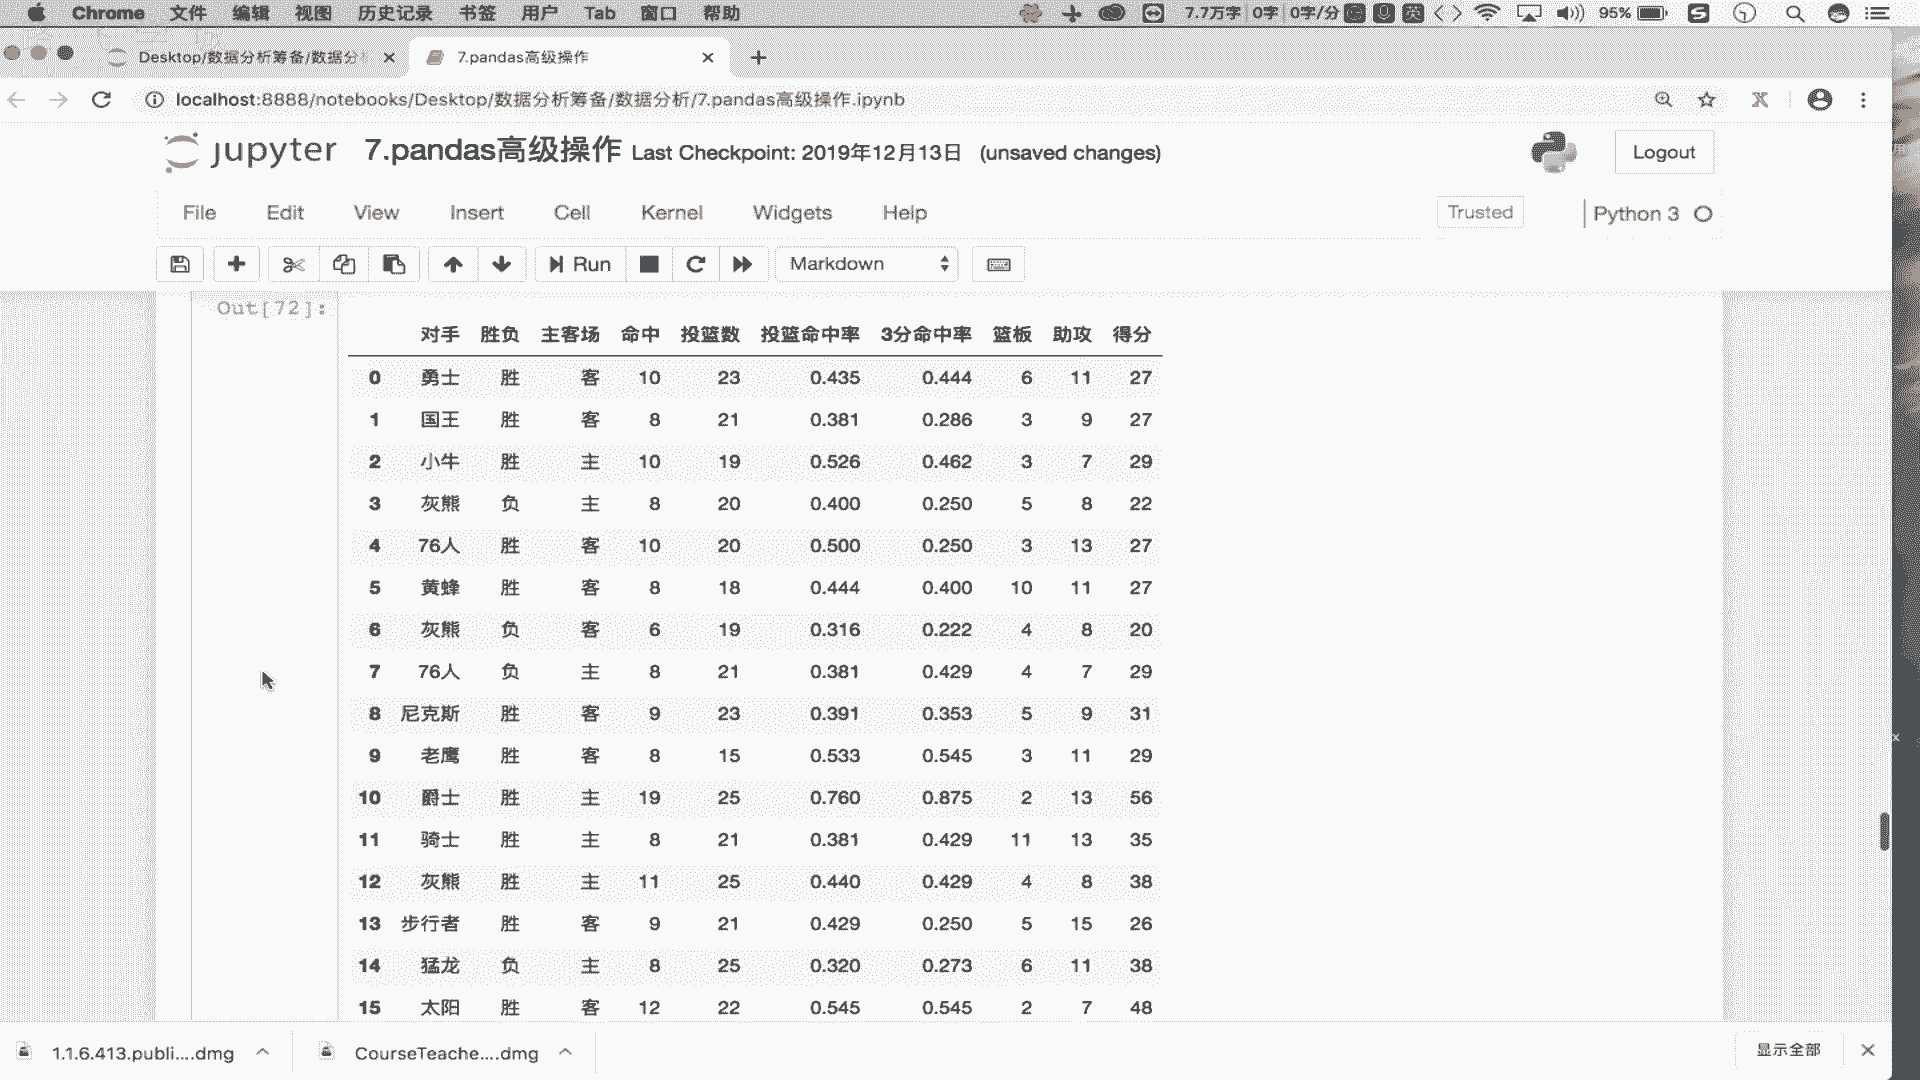 Chrome 文件 编辑 视图 历史记录 书签 用户 Tab 窗口 帮助 7.7万字 0字 0字/分 英 95%
Desktop/数据分析筹备/数据分 7.pandas高级操作
localhost:8888/notebooks/Desktop/数据分析筹备/数据分析/7.pandas高级操作.ipynb
jupyter 7.pandas高级操作 Last Checkpoint: 2019年12月13日 (unsaved changes) Logout
File Edit View Insert Cell Kernel Widgets Help Trusted Python 3
Run Markdown
Out[72]:
对手 胜负 主客场 命中 投篮数 投篮命中率 3分命中率 篮板 助攻 得分
0 勇士 胜 客 10 23 0.435 0.444 6 11 27
1 国王 胜 客 8 21 0.381 0.286 3 9 27
2 小牛 胜 主 10 19 0.526 0.462 3 7 29
3 灰熊 负 主 8 20 0.400 0.250 5 8 22
4 76人 胜 客 10 20 0.500 0.250 3 13 27
5 黄蜂 胜 客 8 18 0.444 0.400 10 11 27
6 灰熊 负 客 6 19 0.316 0.222 4 8 20
7 76人 负 主 8 21 0.381 0.429 4 7 29
8 尼克斯 胜 客 9 23 0.391 0.353 5 9 31
9 老鹰 胜 客 8 15 0.533 0.545 3 11 29
10 爵士 胜 主 19 25 0.760 0.875 2 13 56
11 骑士 胜 主 8 21 0.381 0.429 11 13 35
12 灰熊 胜 主 11 25 0.440 0.429 4 8 38
13 步行者 胜 客 9 21 0.429 0.250 5 15 26
14 猛龙 负 主 8 25 0.320 0.273 6 11 38
15 太阳 胜 客 12 22 0.545 0.545 2 7 48
1.1.6.413.publi....dmg CourseTeache....dmg 显示全部